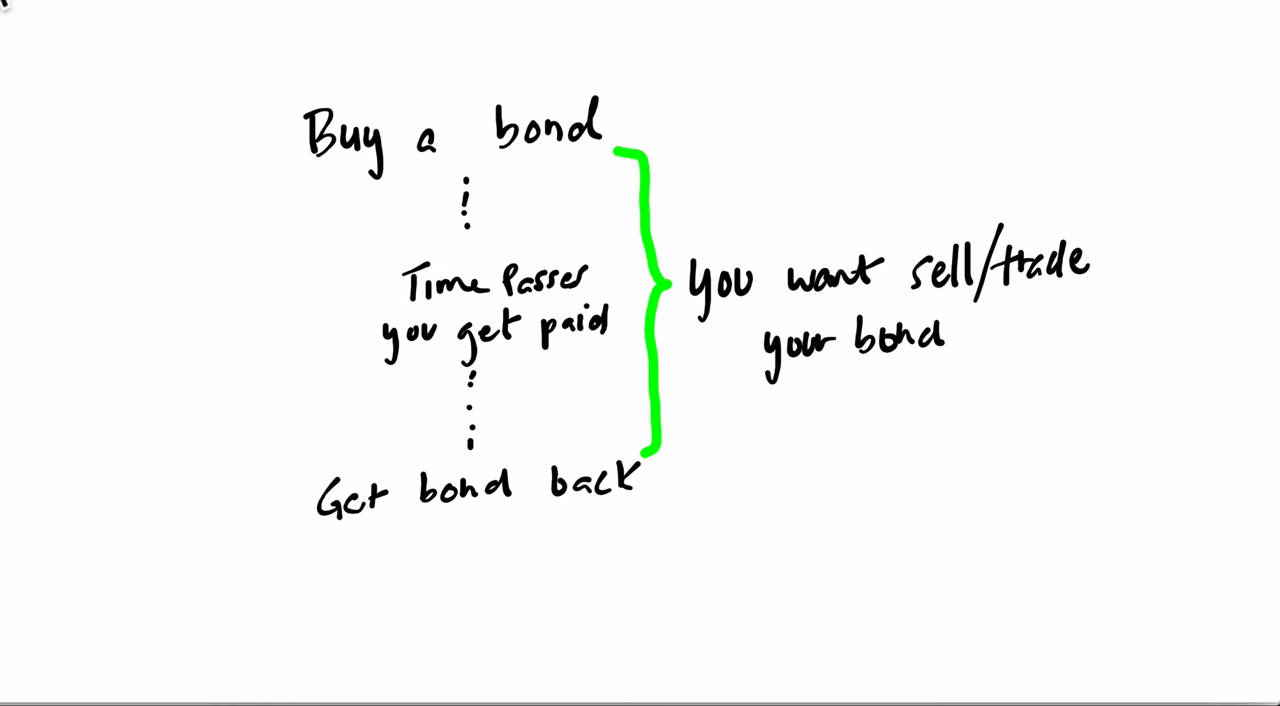 Buy a bond
Time Passes
you get paid
Get bond back
you want sell/trade
your bond